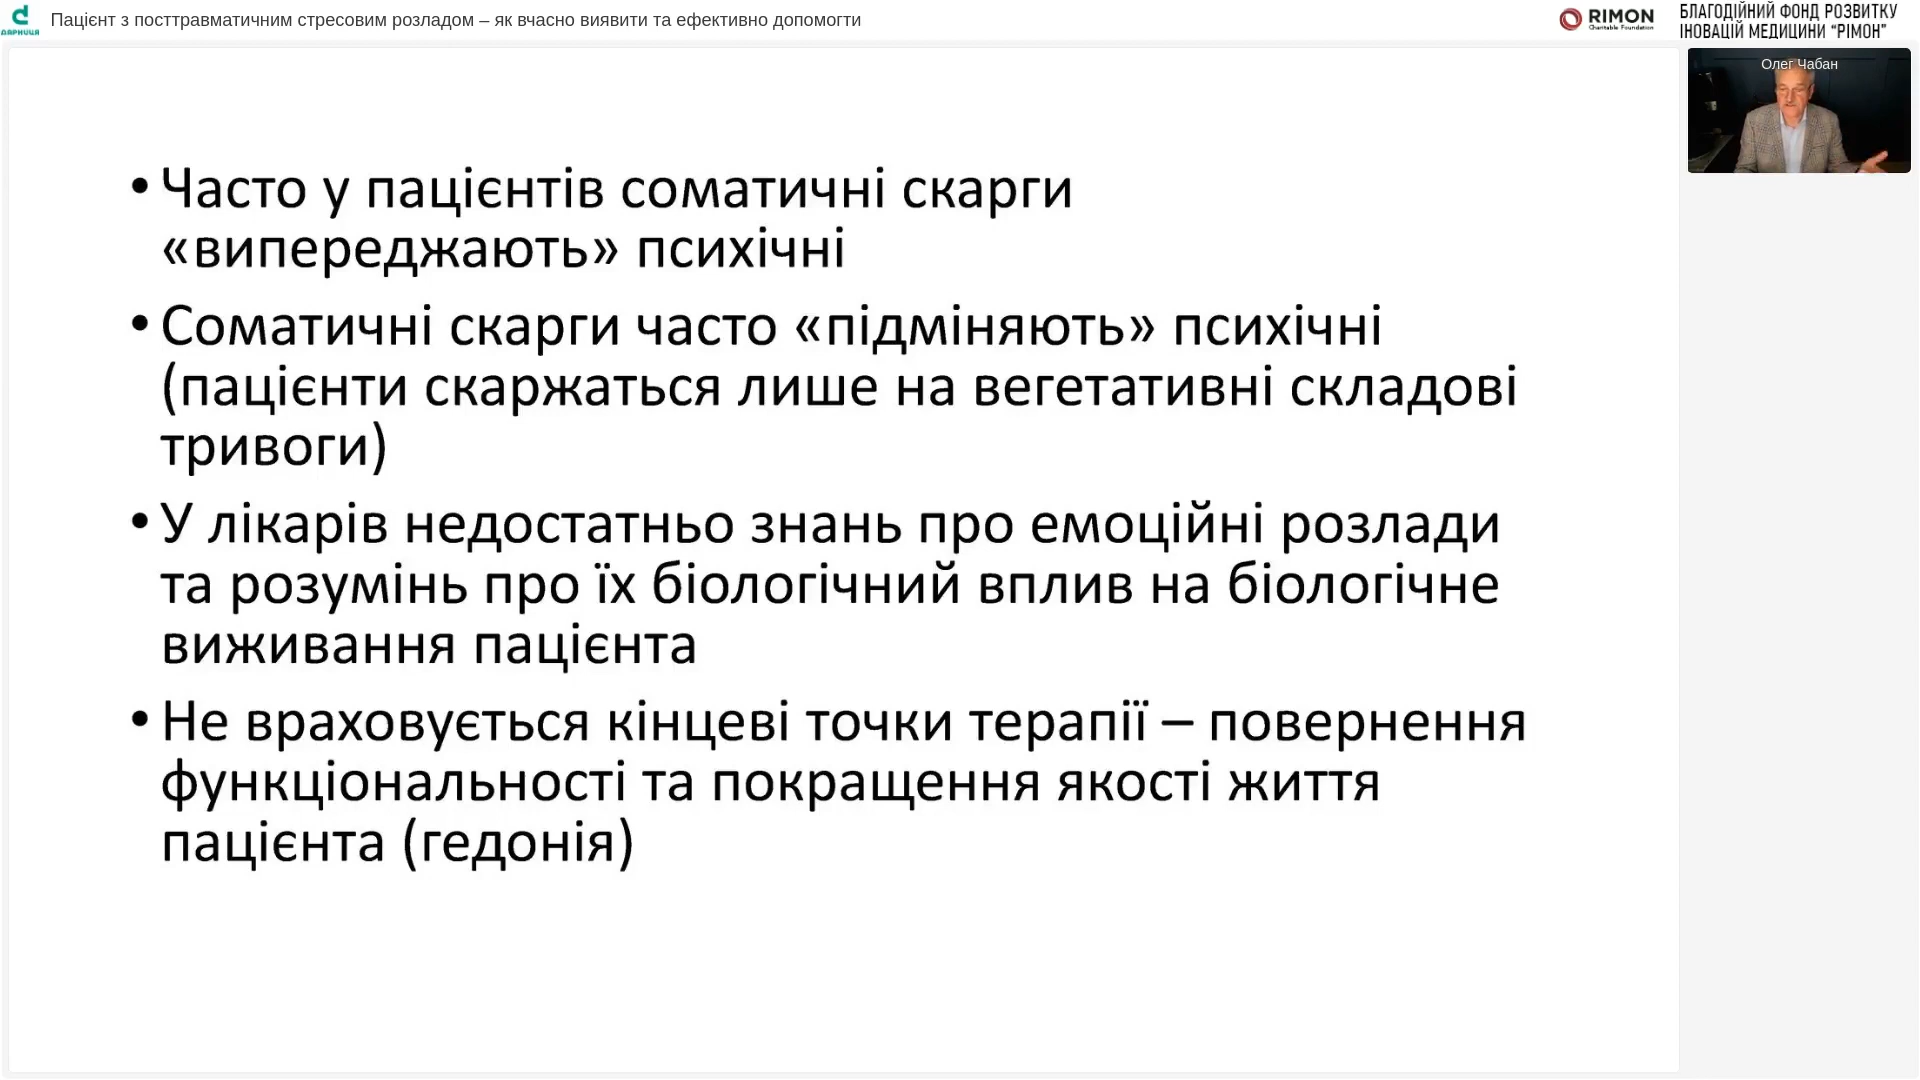 ДАРНИЦЯ
Пацієнт з посттравматичним стресовим розладом – як вчасно виявити та ефективно допомогти
RIMON
Charitable Foundation
БЛАГОДІЙНИЙ ФОНД РОЗВИТКУ
ІНОВАЦІЙ МЕДИЦИНИ "РІМОН"
Олег Чабан
• Часто у пацієнтів соматичні скарги
«випереджають» психічні
• Соматичні скарги часто «підміняють» психічні
(пацієнти скаржаться лише на вегетативні складові
тривоги)
• У лікарів недостатньо знань про емоційні розлади
та розумінь про їх біологічний вплив на біологічне
виживання пацієнта
• Не враховується кінцеві точки терапії – повернення
функціональності та покращення якості життя
пацієнта (гедонія)